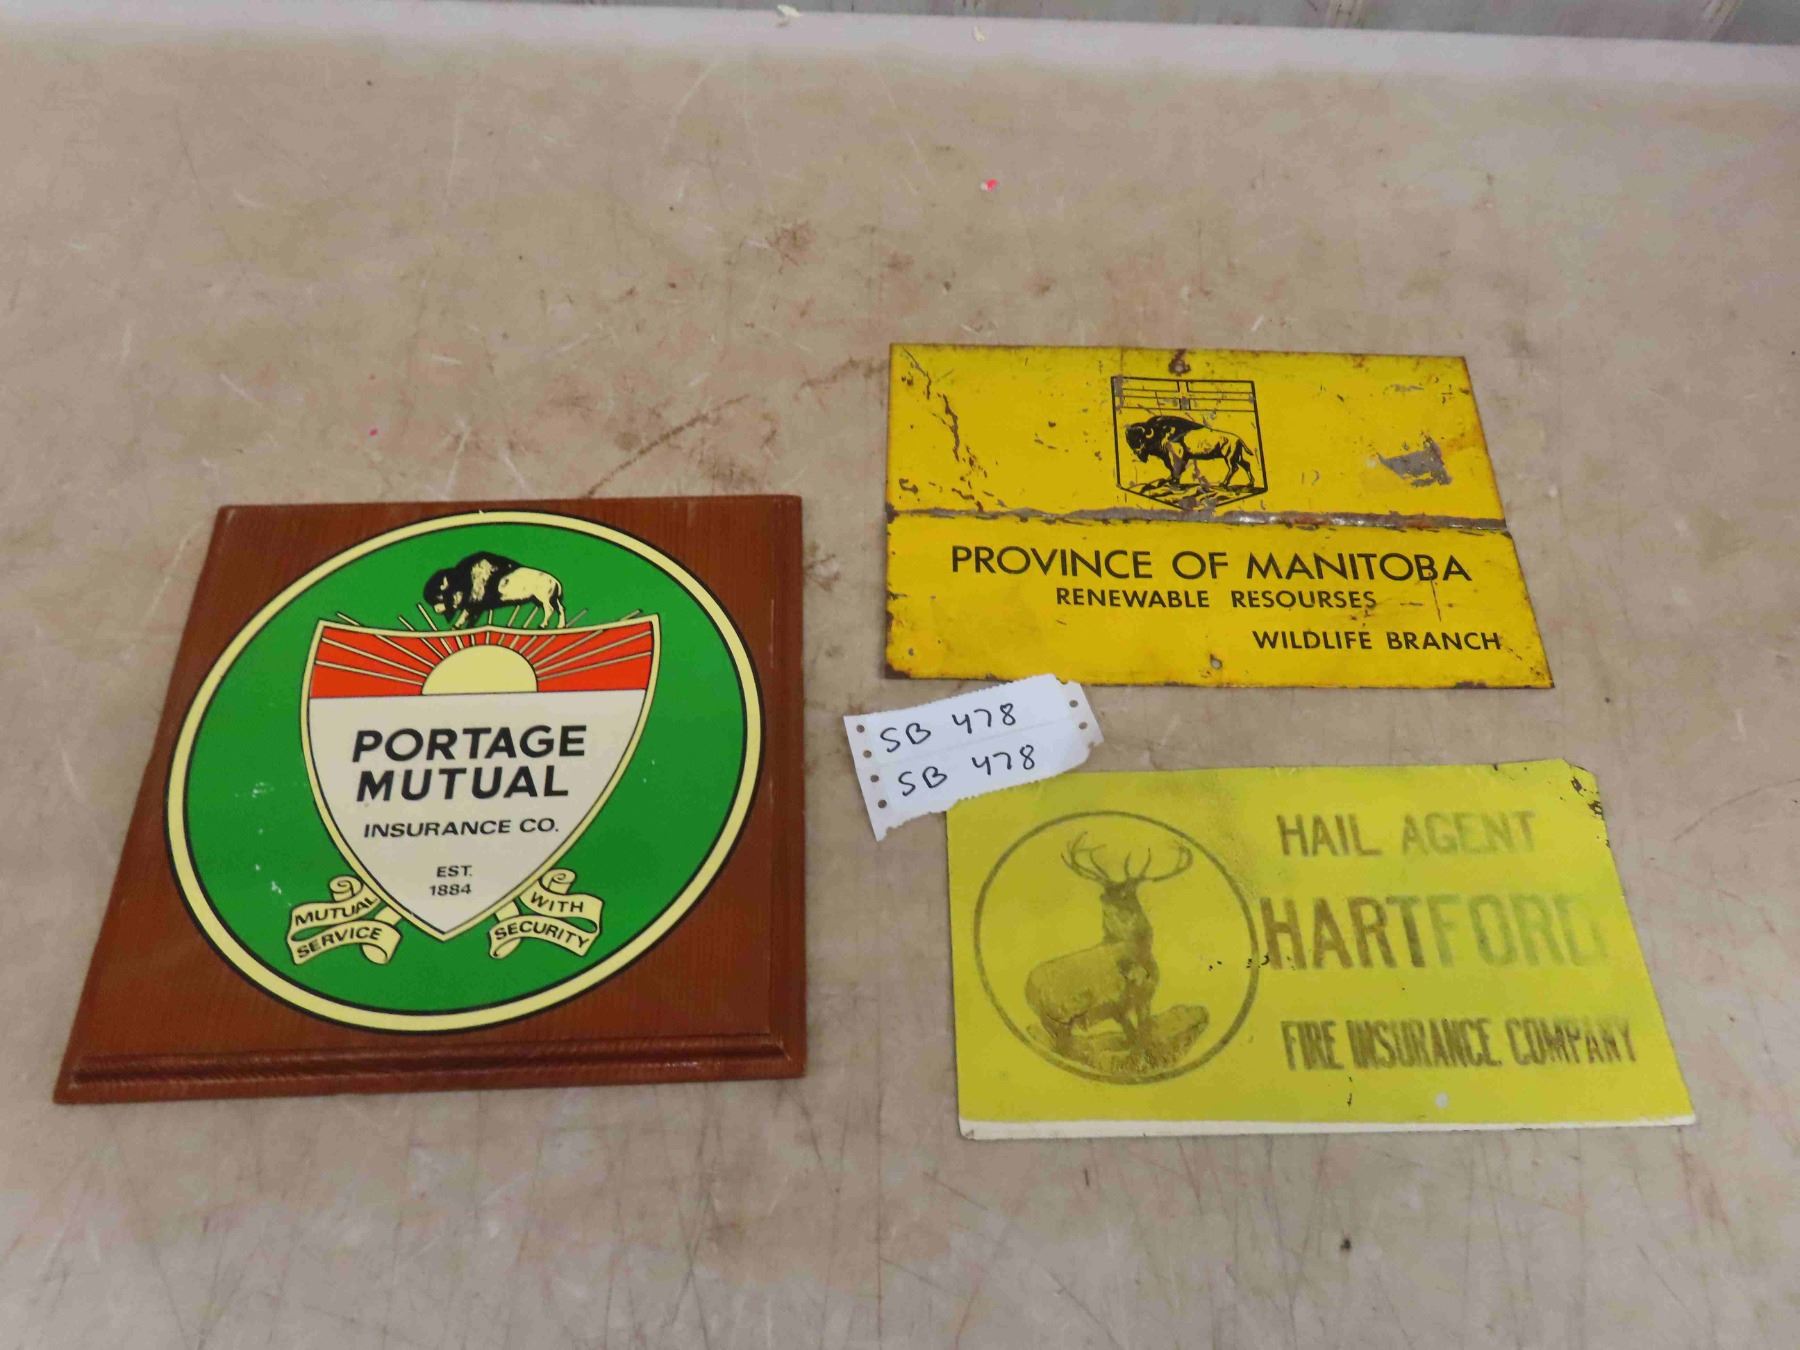 PORTAGE
MUTUAL
INSURANCE CO.
EST.
1884
MUTUAL
SERVICE
WITH
SECURITY
PROVINCE OF MANITOBA
RENEWABLE RESOURSES
WILDLIFE BRANCH
SB 478
SB 478
HAIL AGENT
HARTFORD
FIRE INSURANCE COMPANY